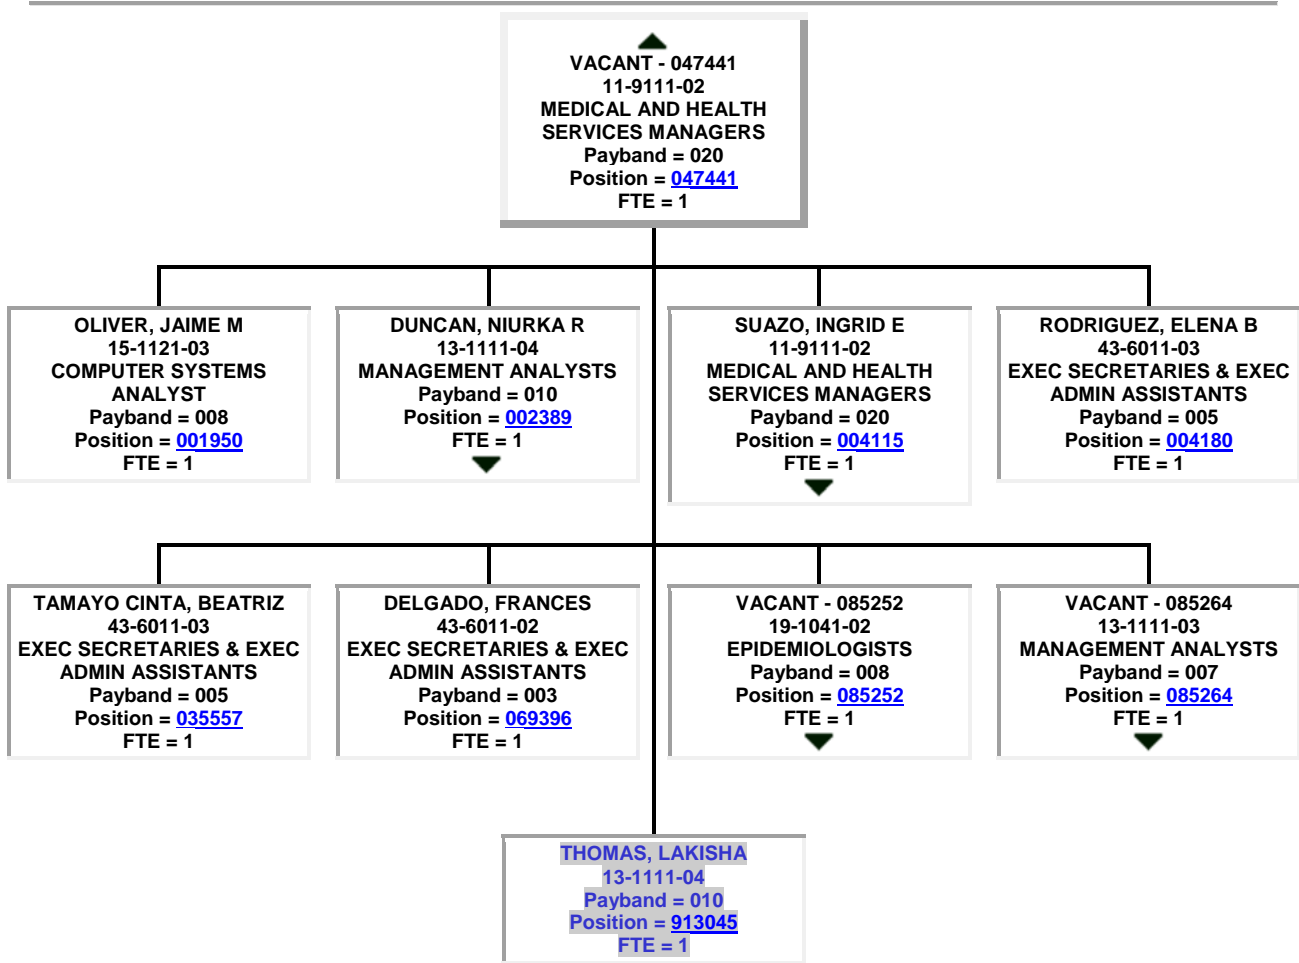 VACANT - 047441
11-9111-02
MEDICAL AND HEALTH
SERVICES MANAGERS
Payband = 020
Position = 047441
FTE = 1
OLIVER, JAIME M
15-1121-03
COMPUTER SYSTEMS
ANALYST
Payband = 008
Position = 001950
FTE = 1
DUNCAN, NIURKA R
13-1111-04
MANAGEMENT ANALYSTS
Payband = 010
Position = 002389
FTE = 1
SUAZO, INGRID E
11-9111-02
MEDICAL AND HEALTH
SERVICES MANAGERS
Payband = 020
Position = 004115
FTE = 1
RODRIGUEZ, ELENA B
43-6011-03
EXEC SECRETARIES & EXEC
ADMIN ASSISTANTS
Payband = 005
Position = 004180
FTE = 1
TAMAYO CINTA, BEATRIZ
43-6011-03
EXEC SECRETARIES & EXEC
ADMIN ASSISTANTS
Payband = 005
Position = 035557
FTE = 1
DELGADO, FRANCES
43-6011-02
EXEC SECRETARIES & EXEC
ADMIN ASSISTANTS
Payband = 003
Position = 069396
FTE = 1
VACANT - 085252
19-1041-02
EPIDEMIOLOGISTS
Payband = 008
Position = 085252
FTE = 1
VACANT - 085264
13-1111-03
MANAGEMENT ANALYSTS
Payband = 007
Position = 085264
FTE = 1
THOMAS, LAKISHA
13-1111-04
Payband = 010
Position = 913045
FTE = 1